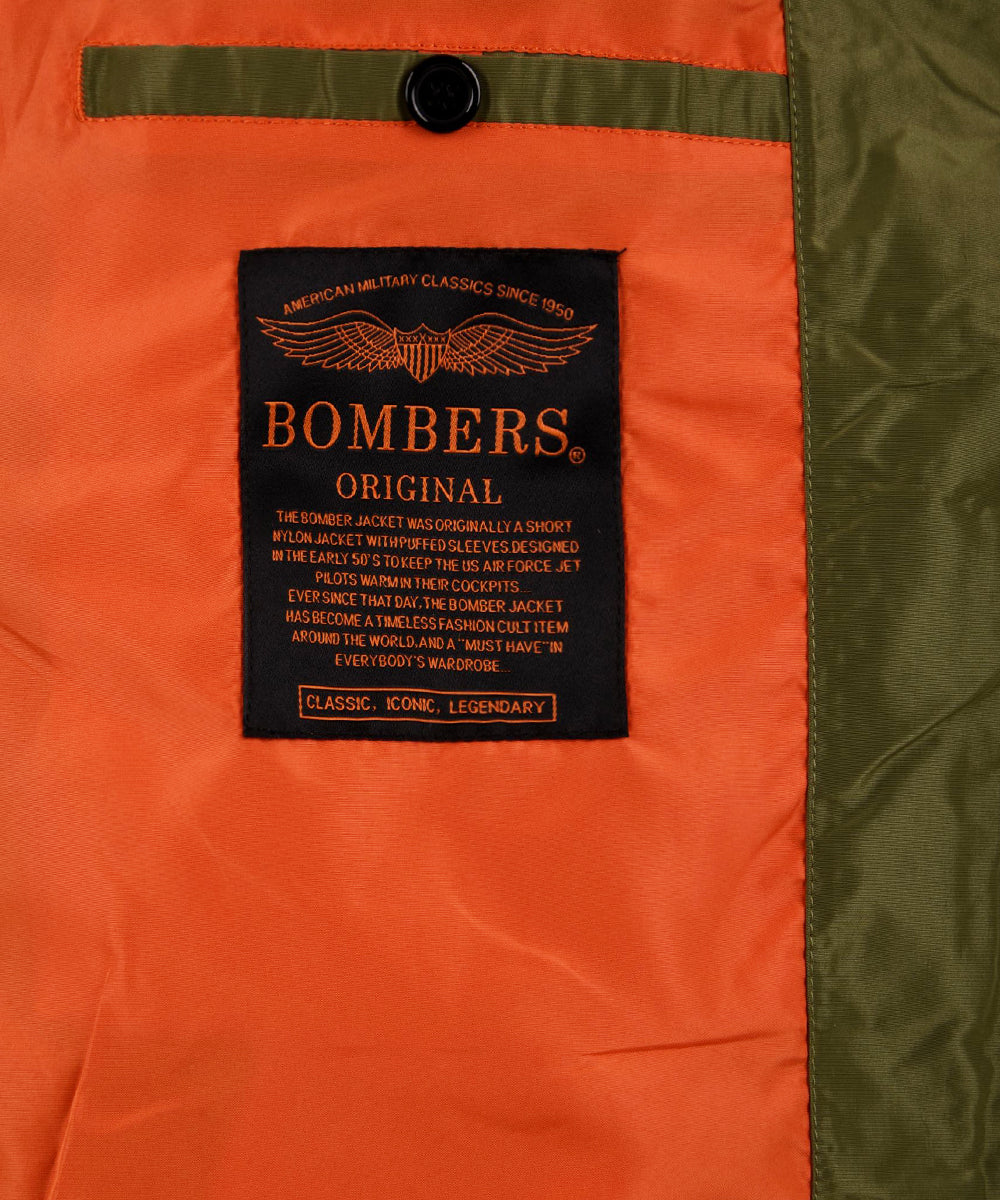 AMERICAN MILITARY CLASSICS SINCE 1950
XXXXXX
BOMBERS®
ORIGINAL
THE BOMBER JACKET WAS ORIGINALLY A SHORT
NYLON JACKET WITH PUFFED SLEEVES. DESIGNED
IN THE EARLY 50'S TO KEEP THE US AIR FORCE JET
PILOTS WARM IN THEIR COCKPITS....
EVER SINCE THAT DAY, THE BOMBER JACKET
HAS BECOME A TIMELESS FASHION CULT ITEM
AROUND THE WORLD, AND A "MUST HAVE" IN
EVERYBODY'S WARDROBE...
CLASSIC, ICONIC, LEGENDARY